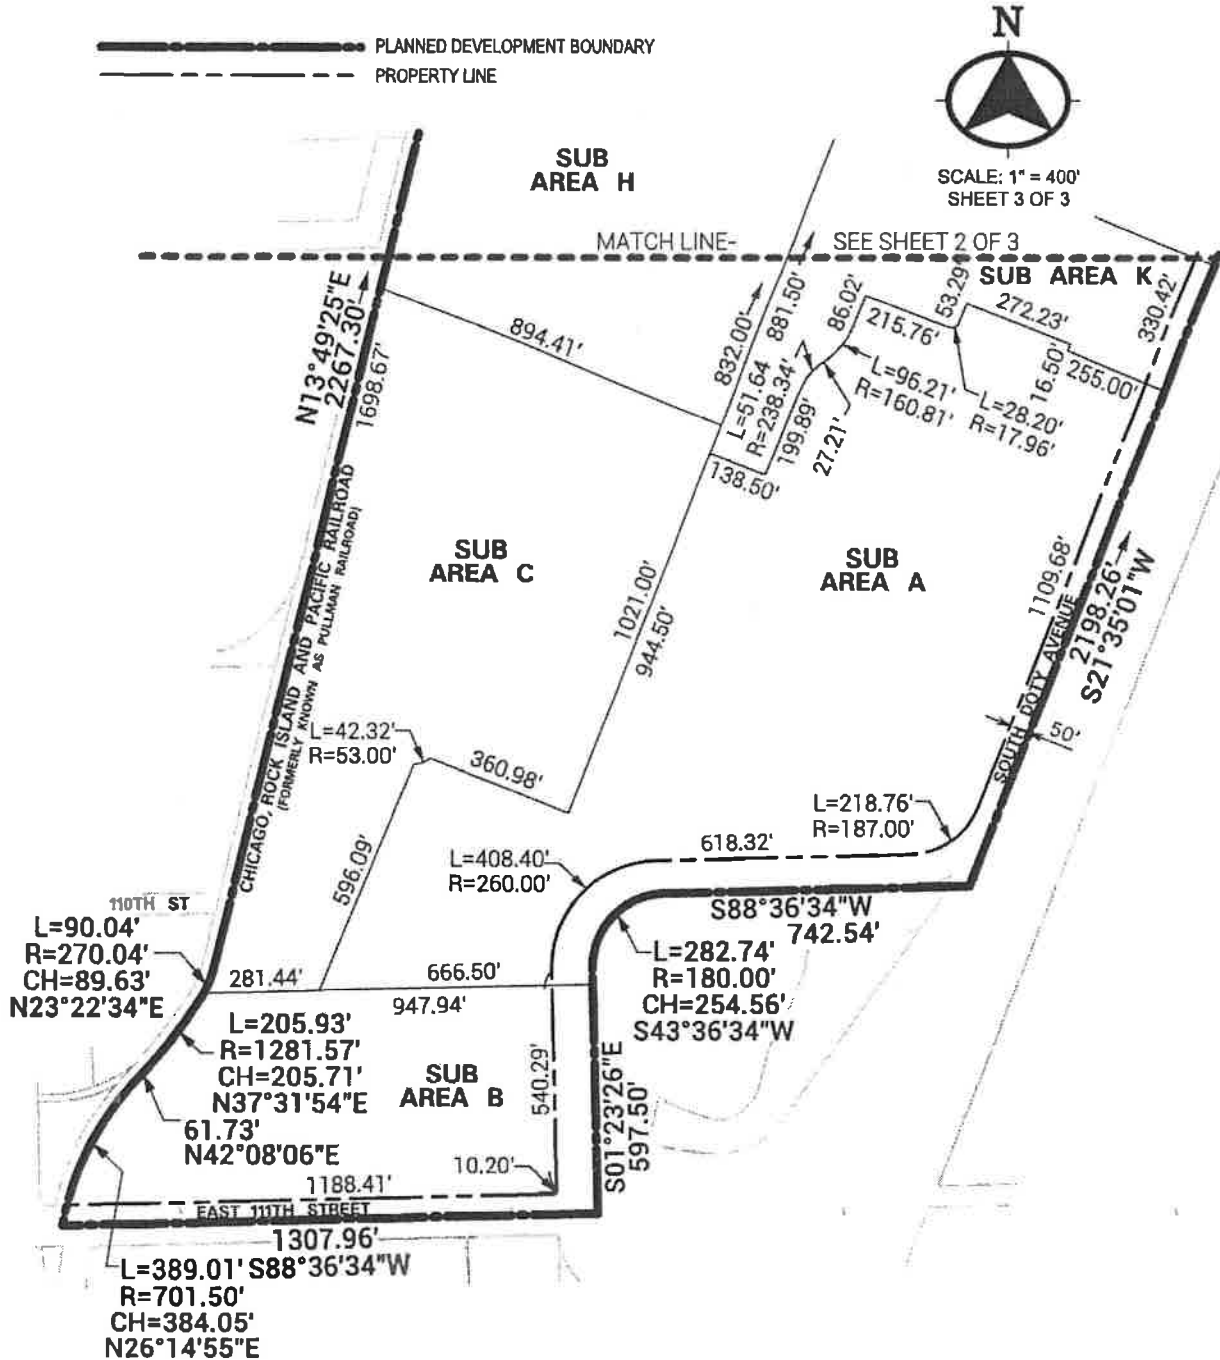 N
PLANNED DEVELOPMENT BOUNDARY
PROPERTY LINE
SCALE: 1" = 400'
SHEET 3 OF 3
SUB
AREA H
MATCH LINE- SEE SHEET 2 OF 3
SUB AREA K
N13°49'25"E
2267.30'
1698.67'
894.41'
832.00'
881.50'
86.02'
215.76'
53.29'
272.23'
330.42'
16.50'
255.00'
L=51.64
R=238.34'
199.89'
27.21'
L=96.21'
R=160.81'
L=28.20'
R=17.96'
138.50'
CHICAGO, ROCK ISLAND AND PACIFIC RAILROAD
(FORMERLY KNOWN AS PULLMAN RAILROAD)
SUB
AREA C
SUB
AREA A
1021.00'
944.50'
1109.68'
2198.26'
S21°35'01"W
SOUTH DOTY AVENUE
50'
L=42.32'
R=53.00'
360.98'
596.09'
L=218.76'
R=187.00'
618.32'
L=408.40'
R=260.00'
S88°36'34"W
742.54'
110TH ST
L=90.04'
R=270.04'
CH=89.63'
N23°22'34"E
281.44'
666.50'
947.94'
L=282.74'
R=180.00'
CH=254.56'
S43°36'34"W
L=205.93'
R=1281.57'
CH=205.71'
N37°31'54"E
61.73'
N42°08'06"E
SUB
AREA B
540.29'
S01°23'26"E
597.50'
10.20'
1188.41'
EAST 111TH STREET
1307.96'
S88°36'34"W
L=389.01'
R=701.50'
CH=384.05'
N26°14'55"E